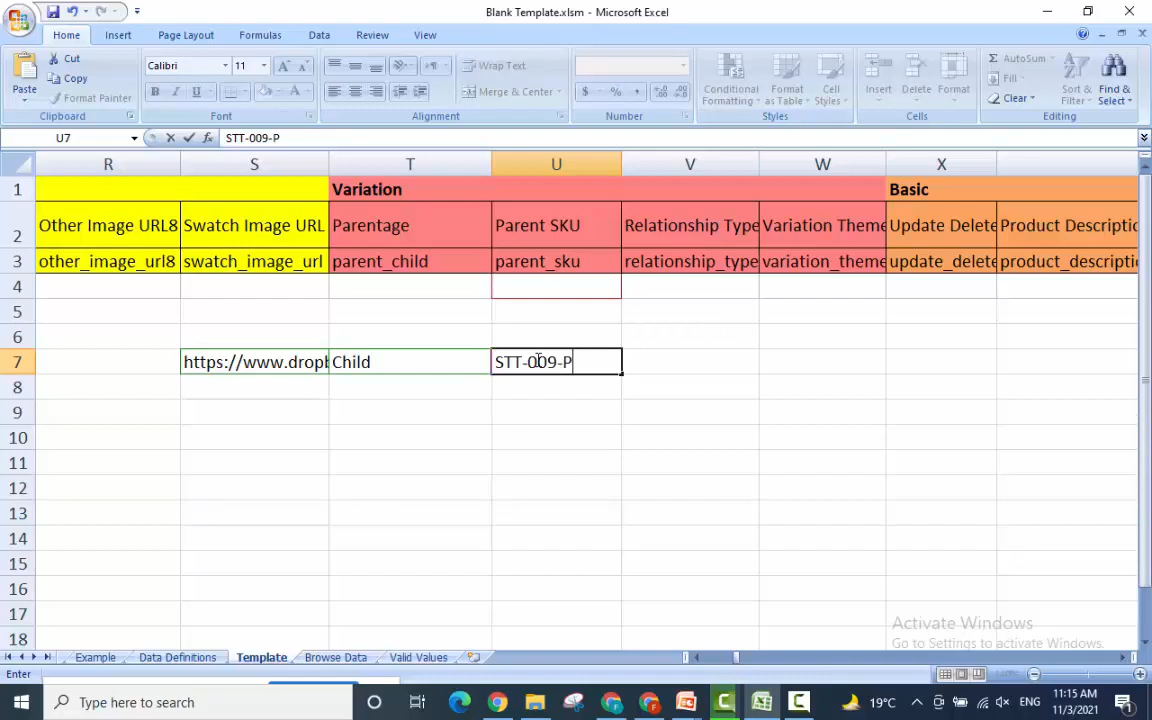 Blank Template.xlsm - Microsoft Excel
Home Insert Page Layout Formulas Data Review View
Paste
Cut
Copy
Format Painter
Clipboard
Calibri 11
B I U
Font
Wrap Text
Merge & Center
Alignment
$ % ,
Number
Conditional Formatting
Format as Table
Cell Styles
Styles
Insert
Delete
Format
Cells
AutoSum
Fill
Clear
Sort & Filter
Find & Select
Editing
U7 fx STT-009-P
R S T U V W X
1 Variation Basic
2 Other Image URL8 Swatch Image URL Parentage Parent SKU Relationship Type Variation Theme Update Delete Product Descriptio
3 other_image_url8 swatch_image_url parent_child parent_sku relationship_type variation_theme update_delete product_descriptio
4
5
6
7 https://www.dropb Child STT-009-P
8
9
10
11
12
13
14
15
16
17
18
Activate Windows
Go to Settings to activate Windows.
Example Data Definitions Template Browse Data Valid Values
Enter
Type here to search
19°C
ENG
11:15 AM
11/3/2021
1